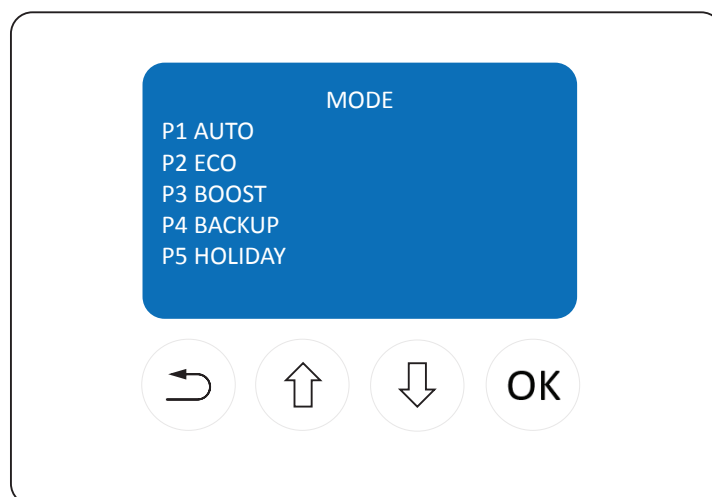 MODE
P1 AUTO
P2 ECO
P3 BOOST
P4 BACKUP
P5 HOLIDAY
OK